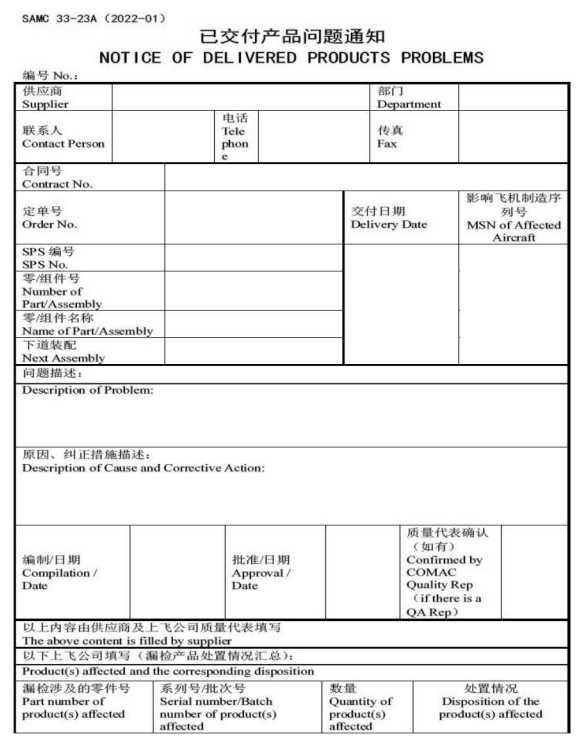 SAMC 33-23A (2022-01)
已交付产品问题通知
NOTICE OF DELIVERED PRODUCTS PROBLEMS
编号 No.:
供应商
Supplier
部门
Department
联系人
Contact Person
电话
Tele
phon
e
传真
Fax
合同号
Contract No.
定单号
Order No.
交付日期
Delivery Date
影响飞机制造序
列号
MSN of Affected
Aircraft
SPS 编号
SPS No.
零/组件号
Number of
Part/Assembly
零/组件名称
Name of Part/Assembly
下道装配
Next Assembly
问题描述:
Description of Problem:
原因、纠正措施描述:
Description of Cause and Corrective Action:
编制/日期
Compilation /
Date
批准/日期
Approval /
Date
质量代表确认
(如有)
Confirmed by
COMAC
Quality Rep
(if there is a
QA Rep)
以上内容由供应商及上飞公司质量代表填写
The above content is filled by supplier
以下上飞公司填写(漏检产品处置情况汇总):
Product(s) affected and the corresponding disposition
漏检涉及的零件号
Part number of
product(s) affected
系列号/批次号
Serial number/Batch
number of product(s)
affected
数量
Quantity of
product(s)
affected
处置情况
Disposition of the
product(s) affected